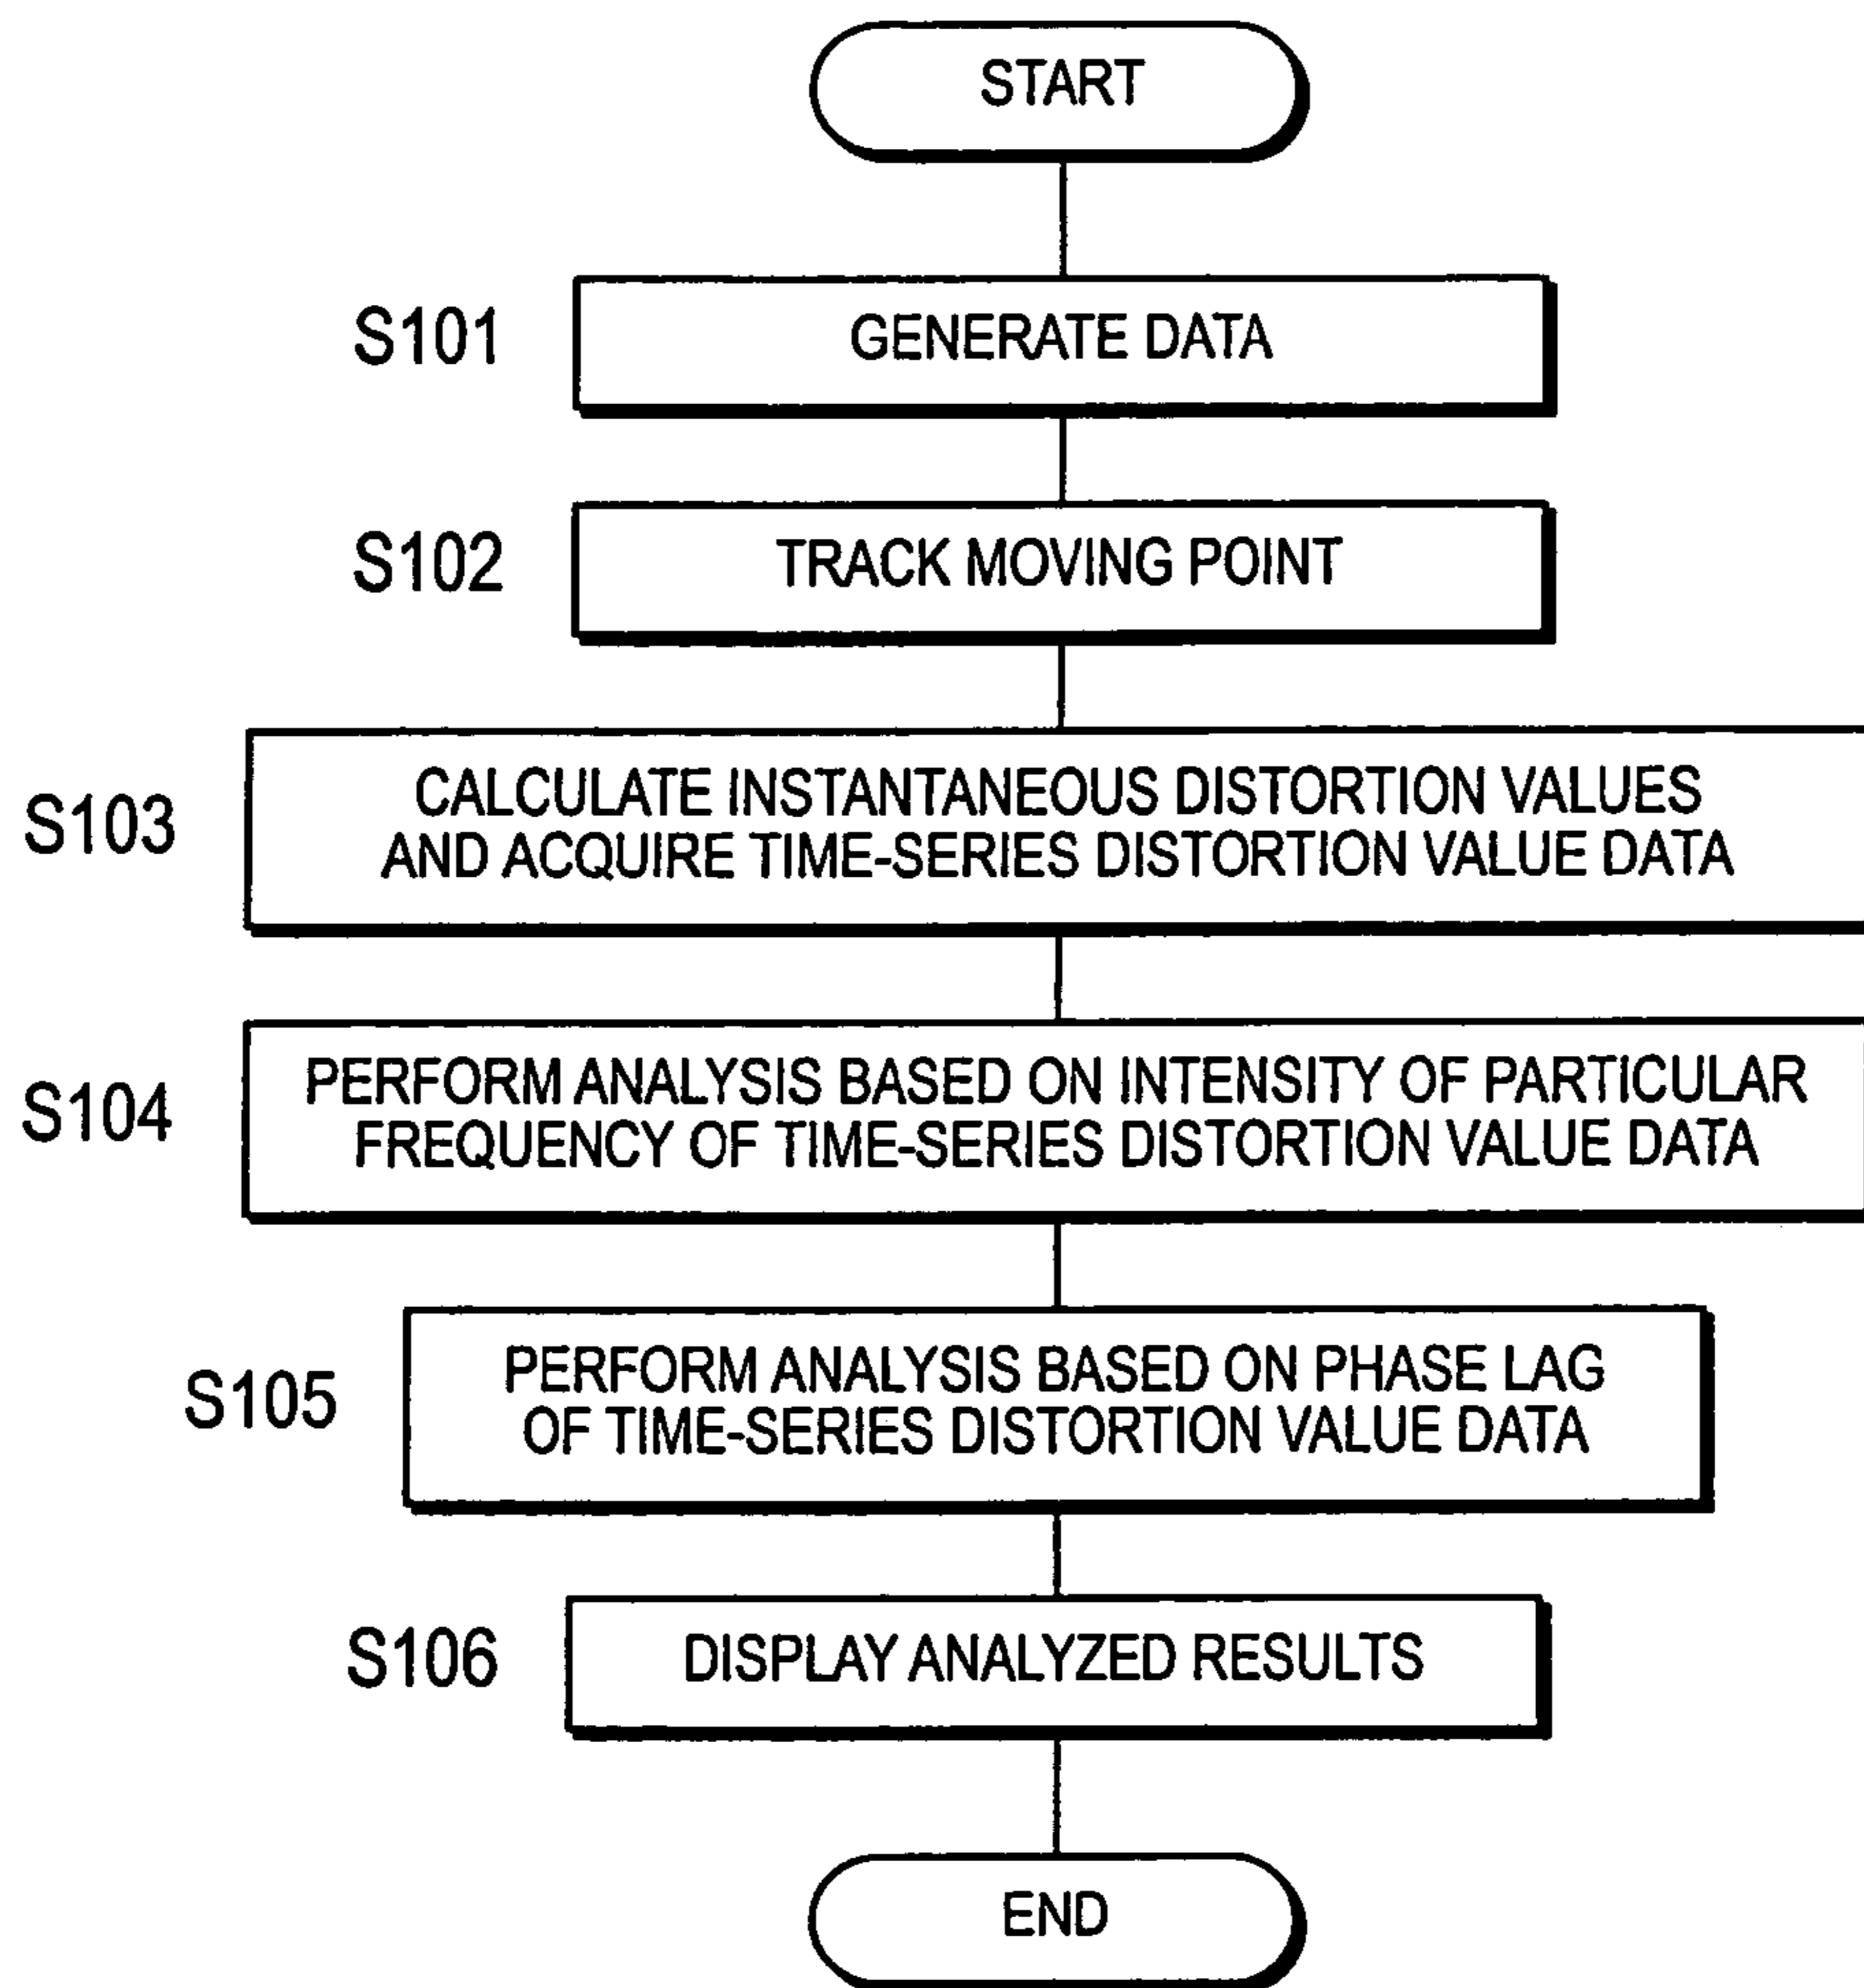 START
S101
GENERATE DATA
S102
TRACK MOVING POINT
S103
CALCULATE INSTANTANEOUS DISTORTION VALUES
AND ACQUIRE TIME-SERIES DISTORTION VALUE DATA
S104
PERFORM ANALYSIS BASED ON INTENSITY OF PARTICULAR
FREQUENCY OF TIME-SERIES DISTORTION VALUE DATA
S105
PERFORM ANALYSIS BASED ON PHASE LAG
OF TIME-SERIES DISTORTION VALUE DATA
S106
DISPLAY ANALYZED RESULTS
END